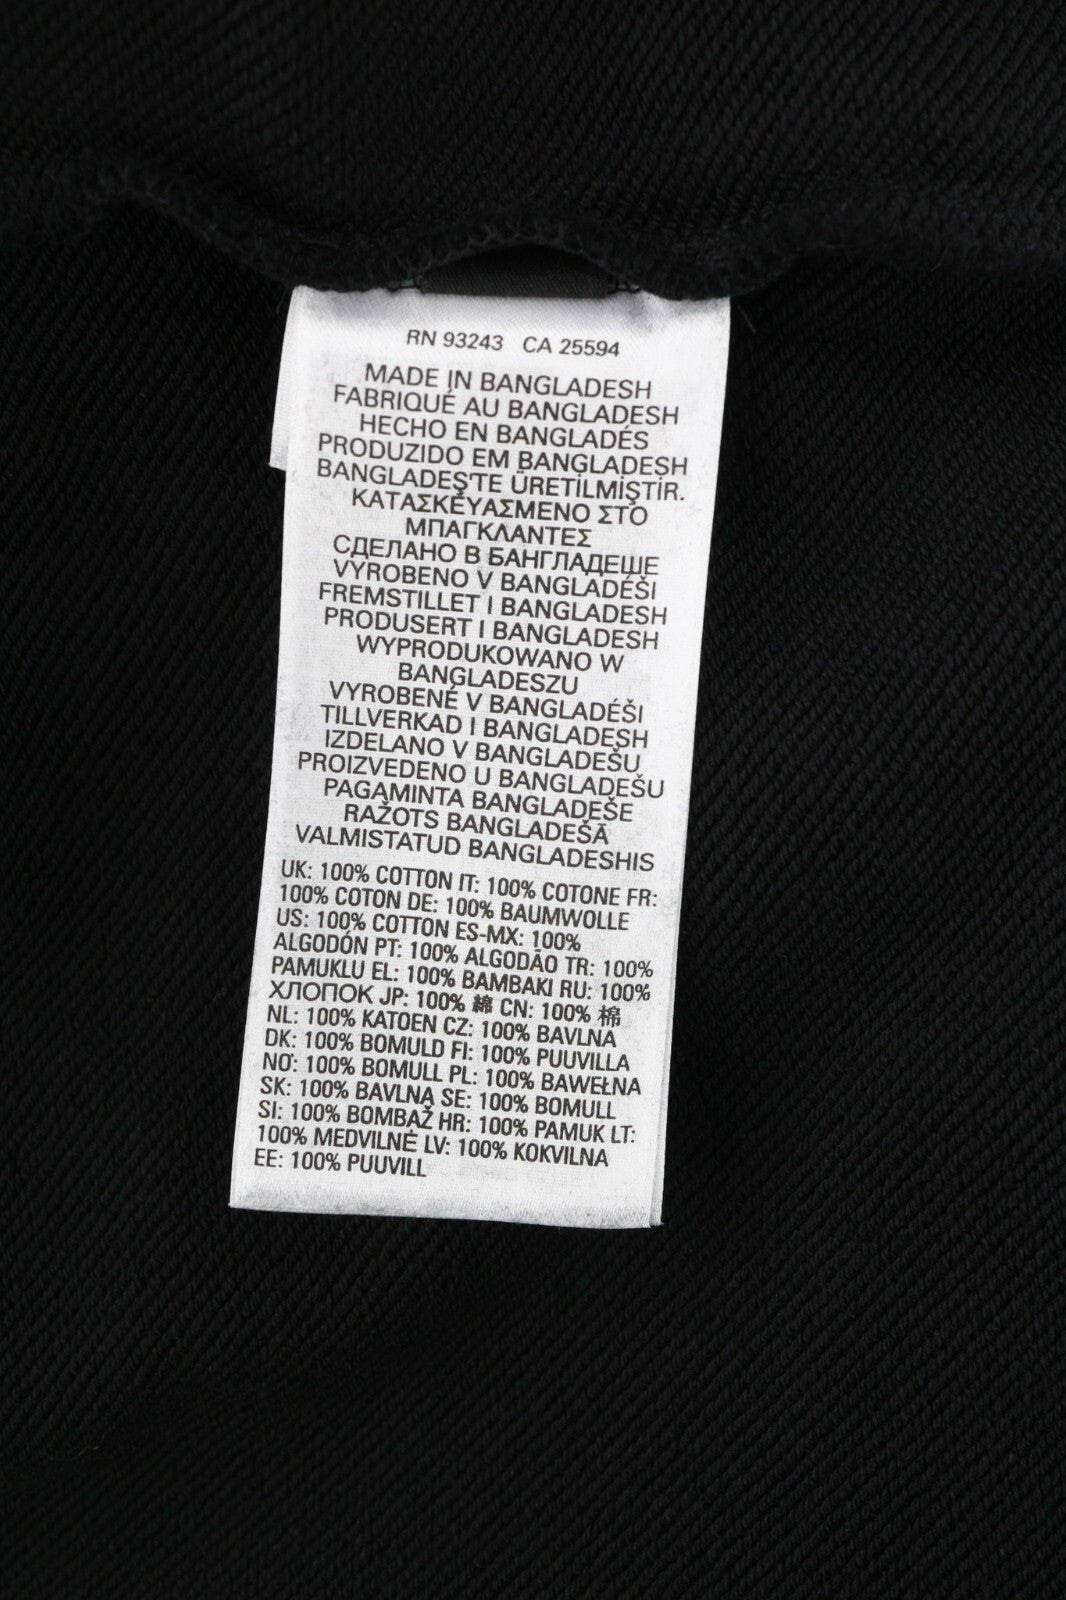 RN 93243 CA 25594
MADE IN BANGLADESH
FABRIQUÉ AU BANGLADESH
HECHO EN BANGLADÉS
PRODUZIDO EM BANGLADESH
BANGLADEŞ'TE ÜRETİLMİŞTİR.
ΚΑΤΑΣΚΕΥΑΣΜΕΝΟ ΣΤΟ
ΜΠΑΓΚΛΑΝΤΕΣ
СДЕЛАНО В БАНГЛАДЕШЕ
VYROBENO V BANGLADÉŠI
FREMSTILLET I BANGLADESH
PRODUSERT I BANGLADESH
WYPRODUKOWANO W
BANGLADESZU
VYROBENÉ V BANGLADÉŠI
TILLVERKAD I BANGLADESH
IZDELANO V BANGLADEŠU
PROIZVEDENO U BANGLADEŠU
PAGAMINTA BANGLADEŠE
RAŽOTS BANGLADEŠĀ
VALMISTATUD BANGLADESHIS
UK: 100% COTTON IT: 100% COTONE FR:
100% COTON DE: 100% BAUMWOLLE
US: 100% COTTON ES-MX: 100%
ALGODÓN PT: 100% ALGODÃO TR: 100%
PAMUKLU EL: 100% BAMBAKI RU: 100%
ХЛОПОК JP: 100% 綿 CN: 100% 棉
NL: 100% KATOEN CZ: 100% BAVLNA
DK: 100% BOMULD FI: 100% PUUVILLA
NO: 100% BOMULL PL: 100% BAWEŁNA
SK: 100% BAVLNA SE: 100% BOMULL
SI: 100% BOMBAŽ HR: 100% PAMUK LT:
100% MEDVILNĖ LV: 100% KOKVILNA
EE: 100% PUUVILL